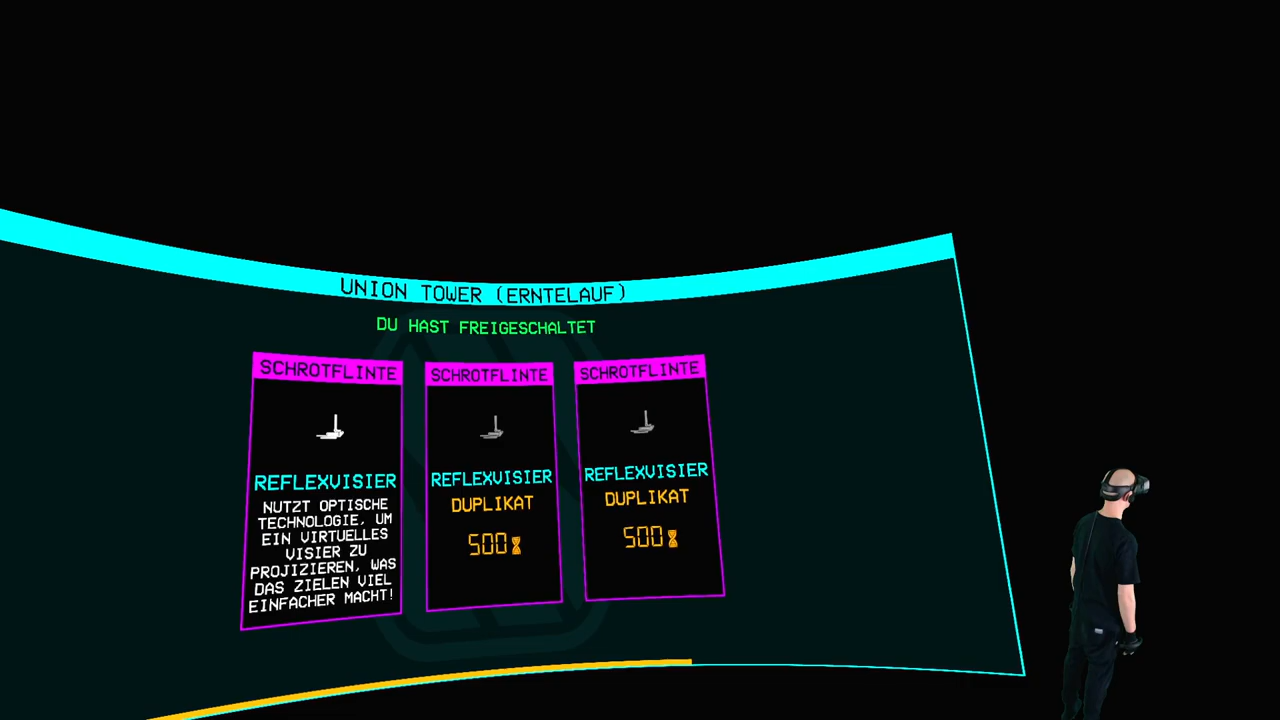 UNION TOWER (ERNTELAUF)
DU HAST FREIGESCHALTET
SCHROTFLINTE
REFLEXVISIER
NUTZT OPTISCHE
TECHNOLOGIE, UM
EIN VIRTUELLES
VISIER ZU
PROJIZIEREN, WAS
DAS ZIELEN VIEL
EINFACHER MACHT!
SCHROTFLINTE
REFLEXVISIER
DUPLIKAT
500
SCHROTFLINTE
REFLEXVISIER
DUPLIKAT
500